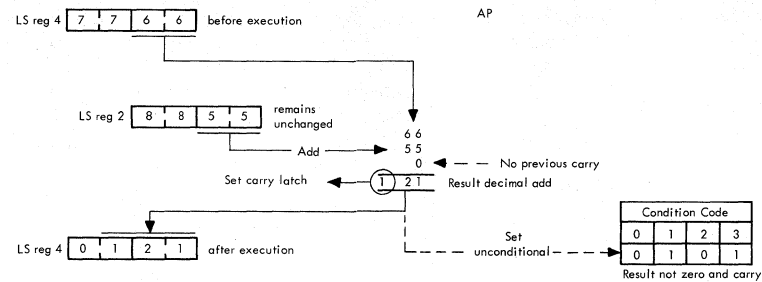 AP
LS reg 4 7 7 6 6 before execution
LS reg 2 8 8 5 5 remains unchanged
6 6
Add 5 5
0 No previous carry
Set carry latch 1 2 1 Result decimal add
LS reg 4 0 1 2 1 after execution
Set unconditional
Condition Code
0 1 2 3
0 1 0 1
Result not zero and carry